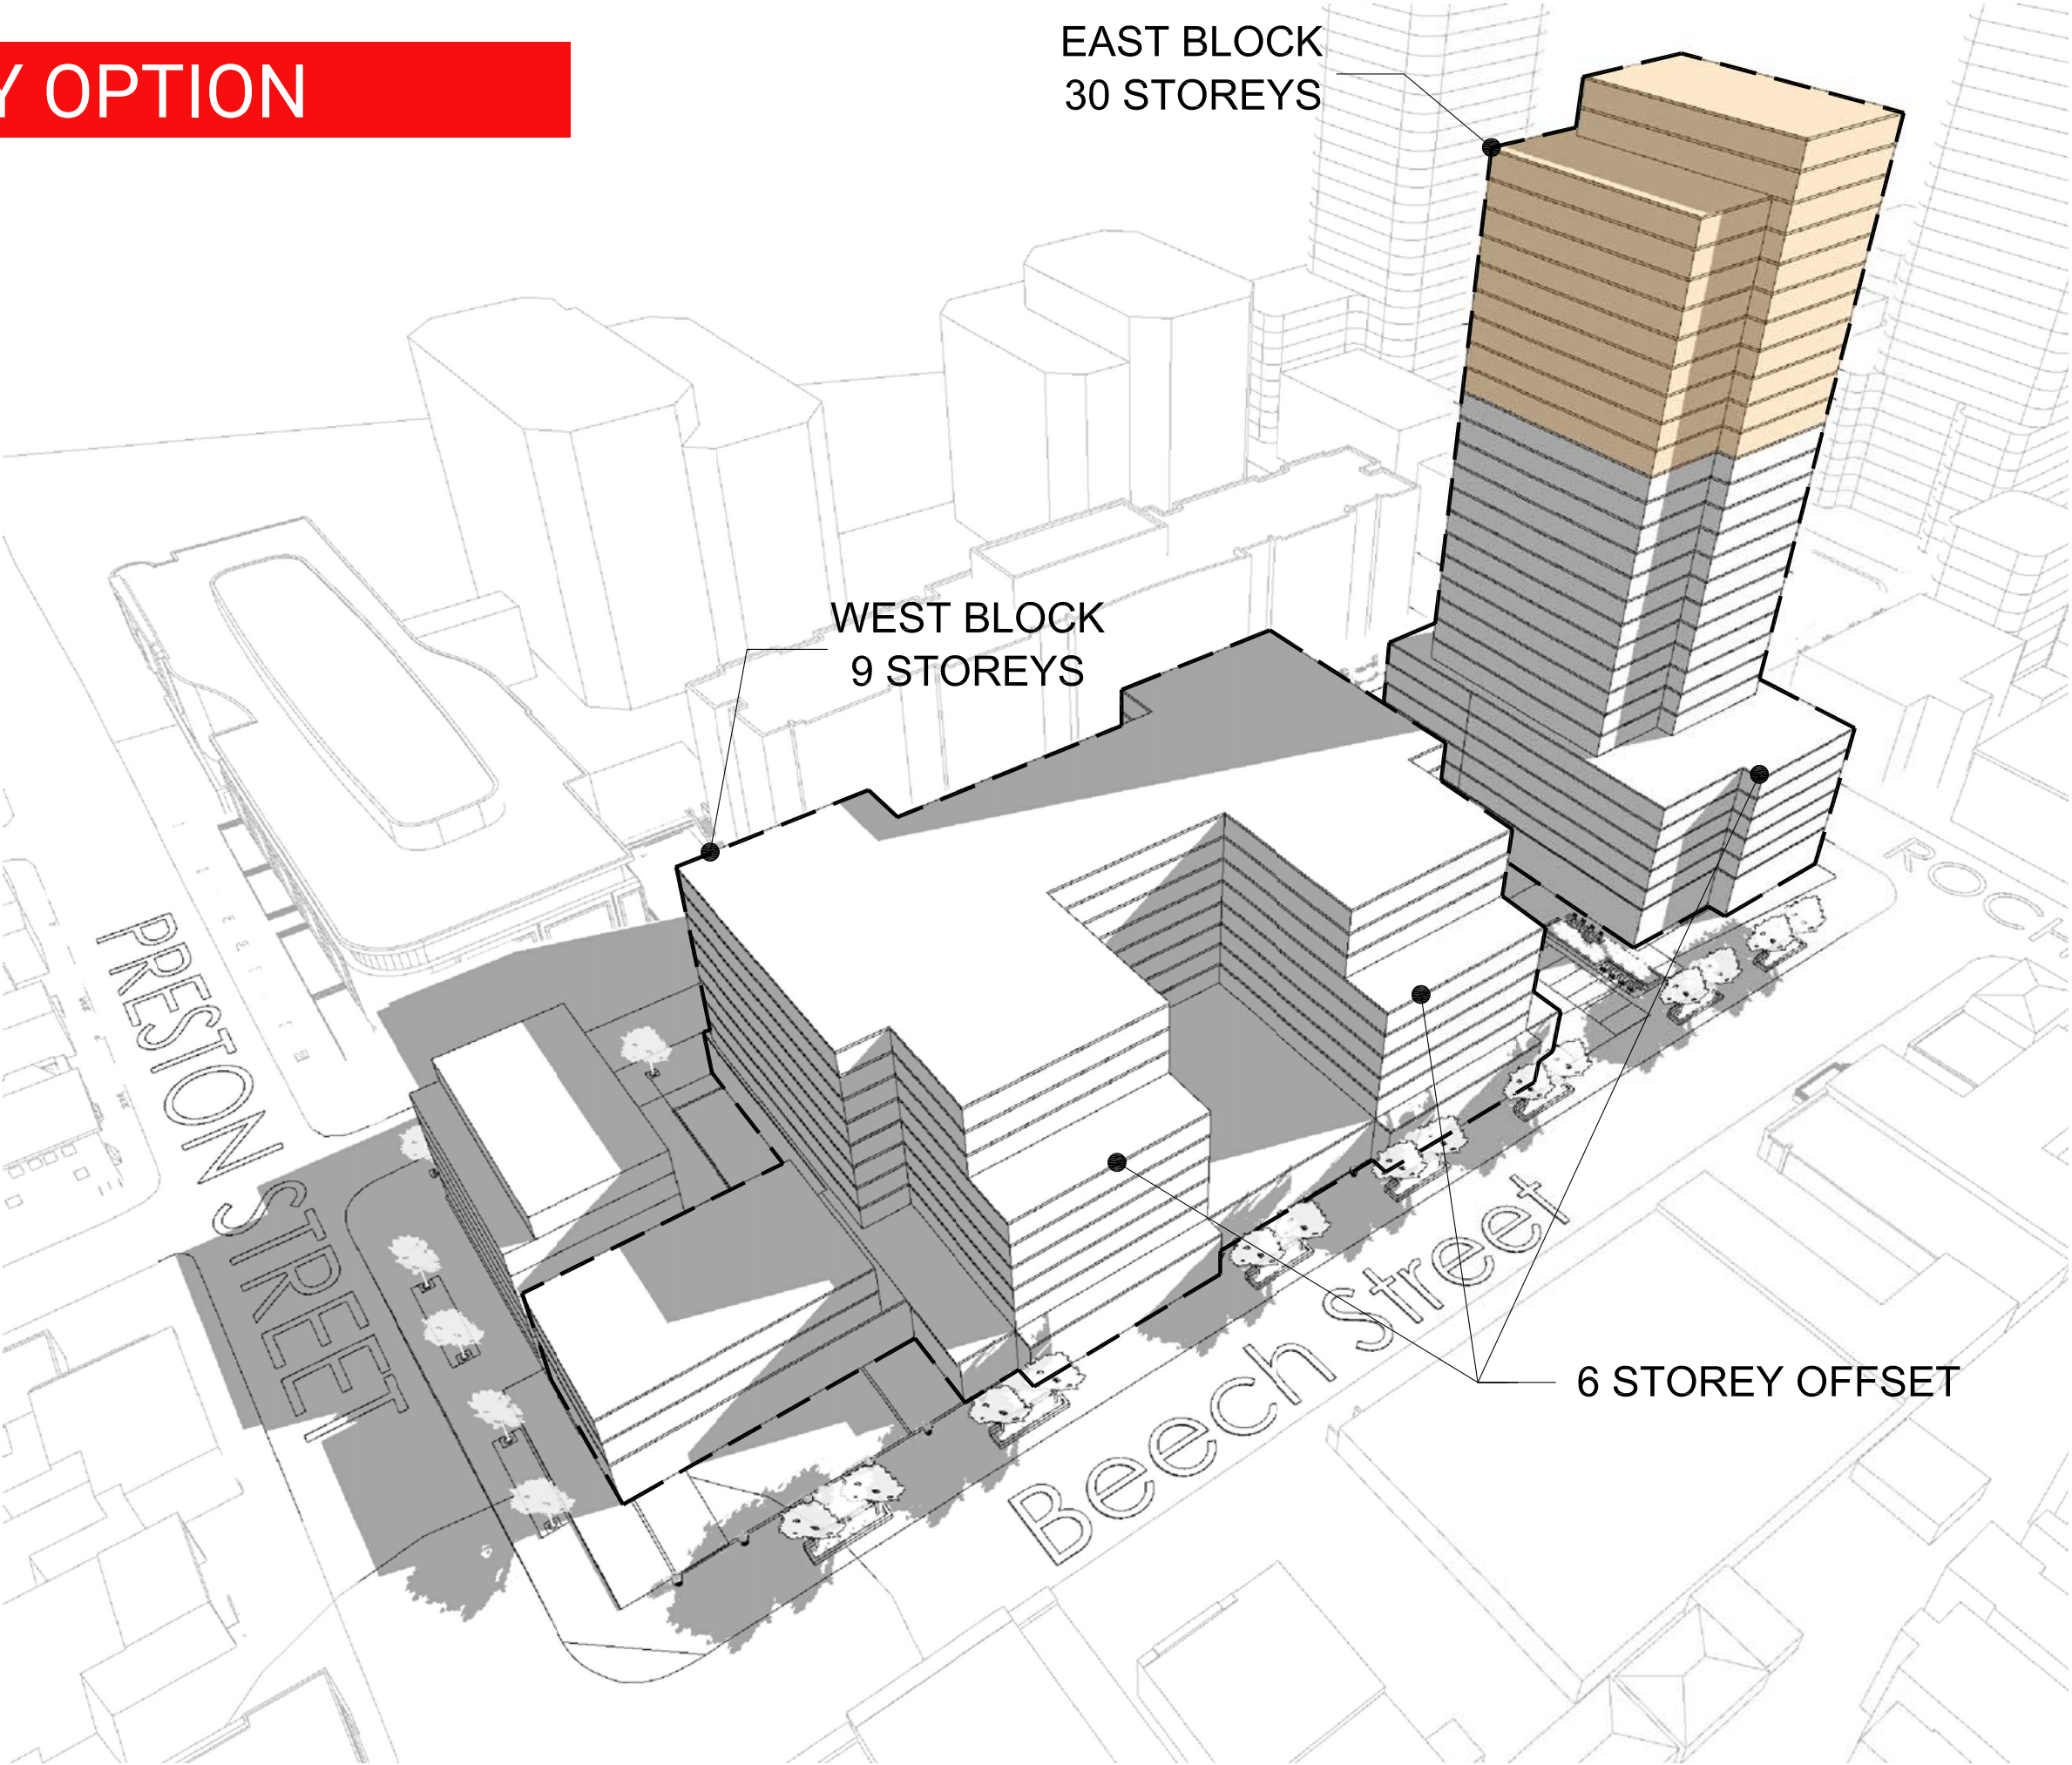 Y OPTION
EAST BLOCK
30 STOREYS
WEST BLOCK
9 STOREYS
PRESTON STREET
ROCH
Beech Street
6 STOREY OFFSET